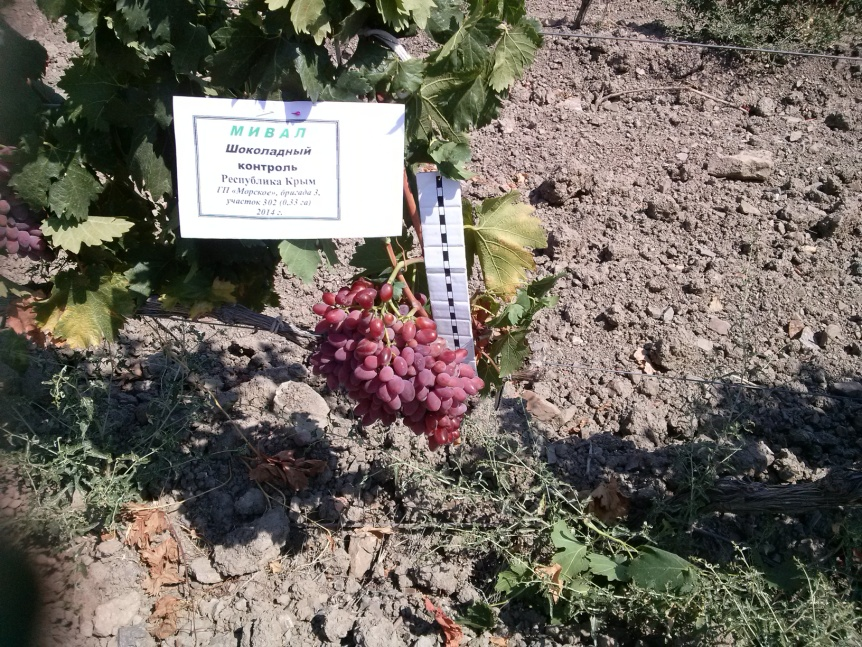 МИВАЛ
Шоколадный
контроль
Республика Крым
ГП «Морское», бригада 3,
участок 302 (0,33 га)
2014 г.